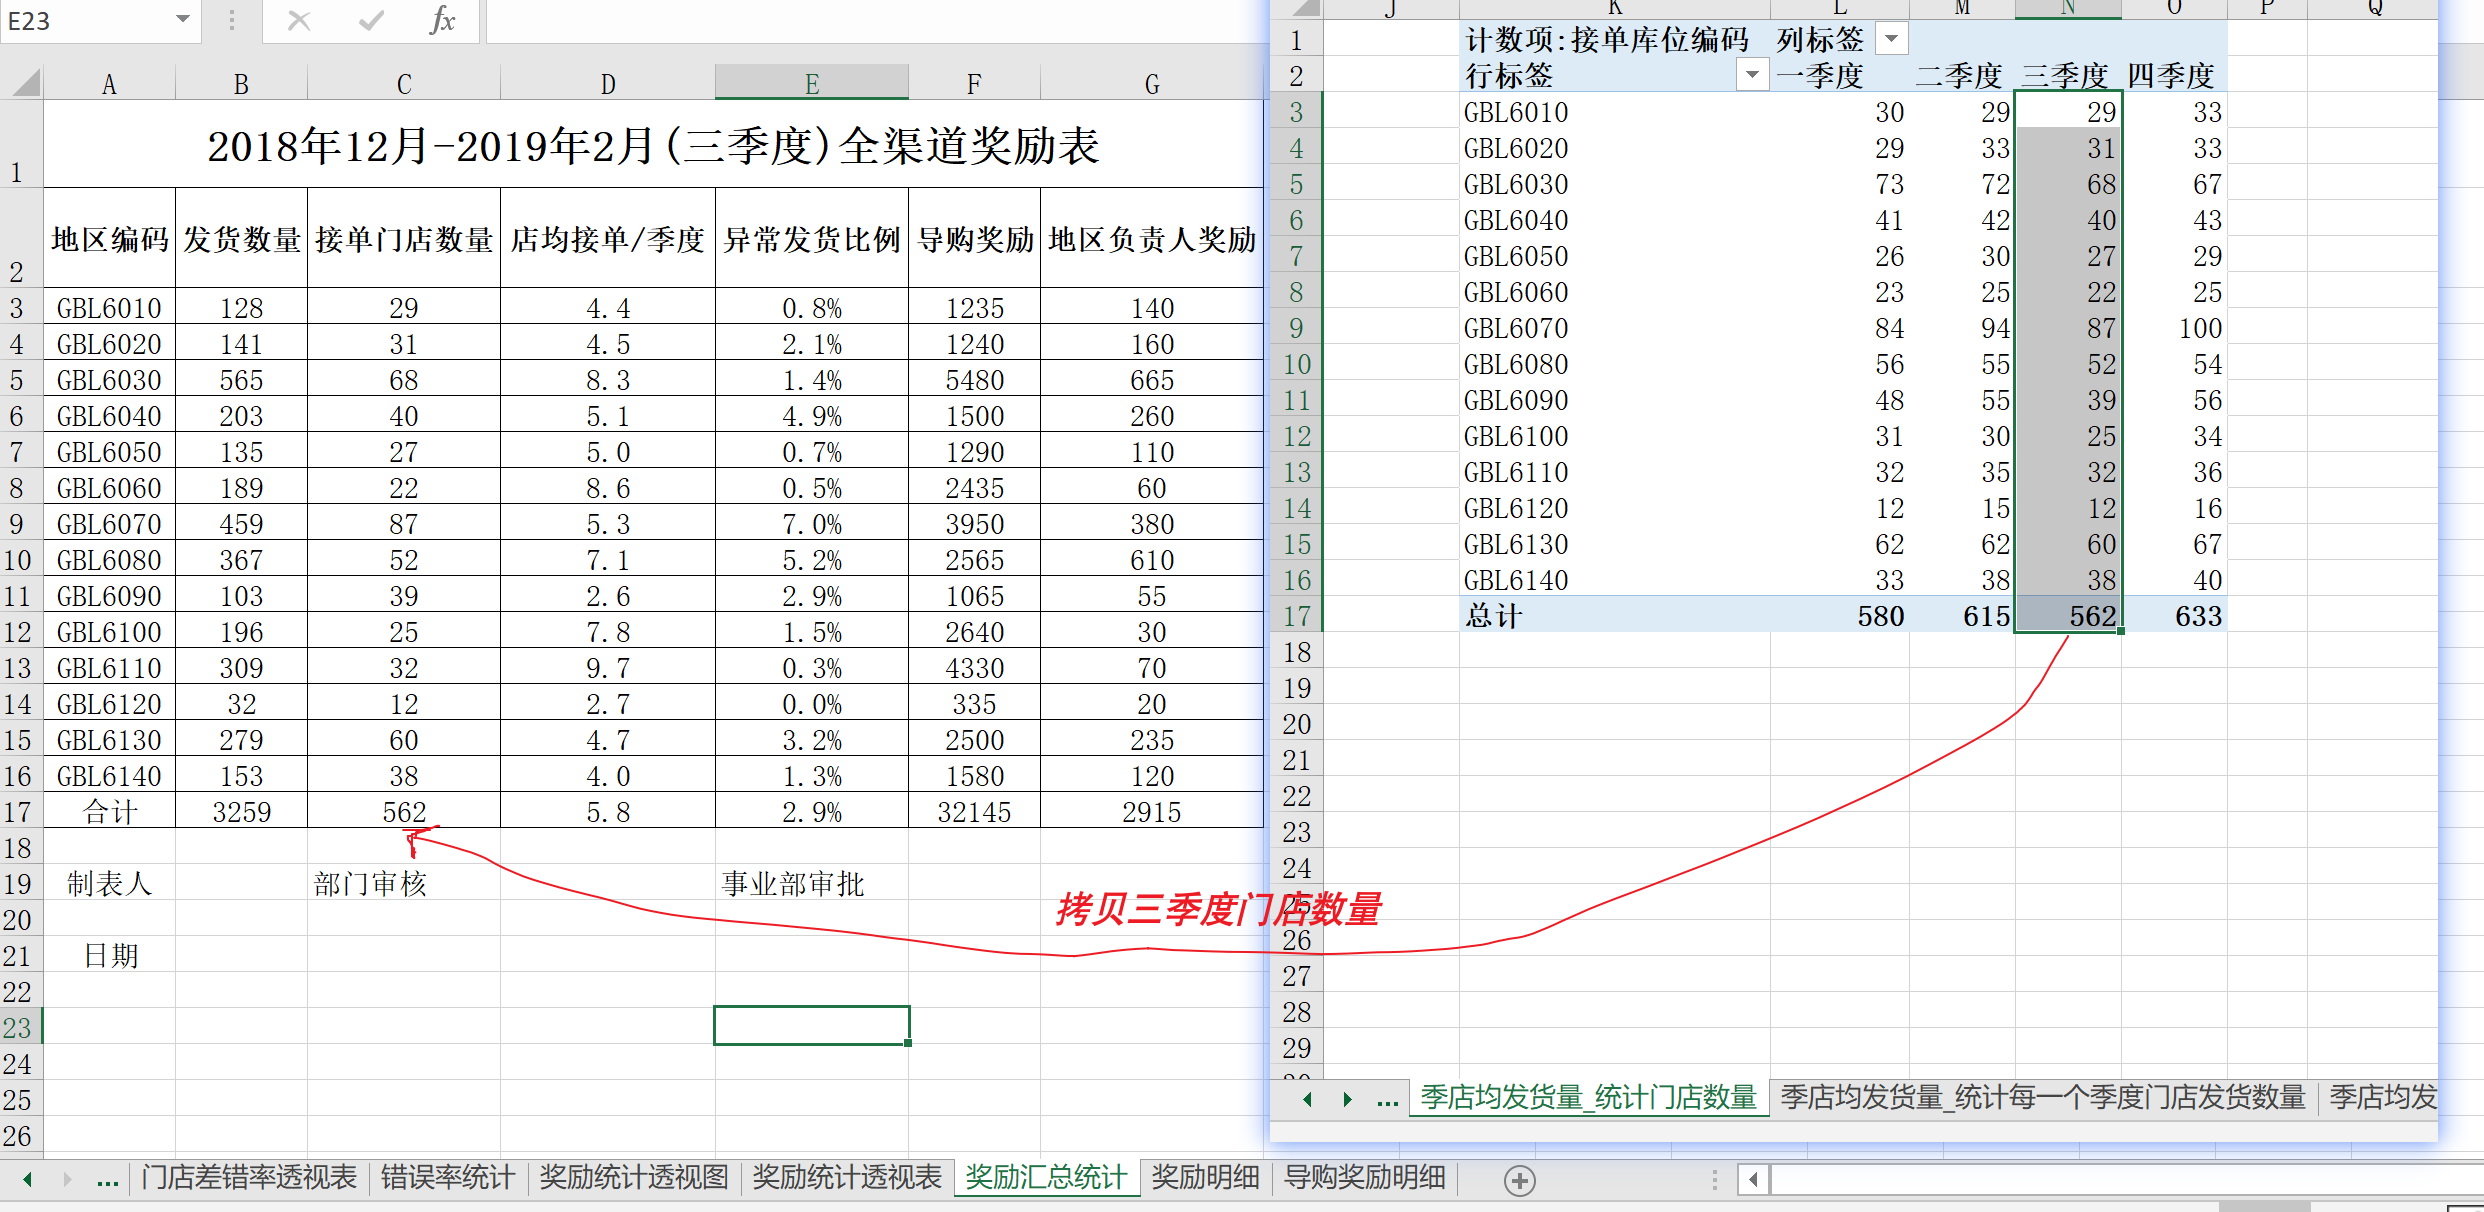 E23 fx
A B C D E F G
1 2018年12月-2019年2月(三季度)全渠道奖励表
2 地区编码 发货数量 接单门店数量 店均接单/季度 异常发货比例 导购奖励 地区负责人奖励
3 GBL6010 128 29 4.4 0.8% 1235 140
4 GBL6020 141 31 4.5 2.1% 1240 160
5 GBL6030 565 68 8.3 1.4% 5480 665
6 GBL6040 203 40 5.1 4.9% 1500 260
7 GBL6050 135 27 5.0 0.7% 1290 110
8 GBL6060 189 22 8.6 0.5% 2435 60
9 GBL6070 459 87 5.3 7.0% 3950 380
10 GBL6080 367 52 7.1 5.2% 2565 610
11 GBL6090 103 39 2.6 2.9% 1065 55
12 GBL6100 196 25 7.8 1.5% 2640 30
13 GBL6110 309 32 9.7 0.3% 4330 70
14 GBL6120 32 12 2.7 0.0% 335 20
15 GBL6130 279 60 4.7 3.2% 2500 235
16 GBL6140 153 38 4.0 1.3% 1580 120
17 合计 3259 562 5.8 2.9% 32145 2915
18
19 制表人 部门审核 事业部审批
20
21 日期
22
23
24
25
26
门店差错率透视表 错误率统计 奖励统计透视图 奖励统计透视表 奖励汇总统计 奖励明细 导购奖励明细
J K L M N O P Q
1 计数项:接单库位编码 列标签
2 行标签 一季度 二季度 三季度 四季度
3 GBL6010 30 29 29 33
4 GBL6020 29 33 31 33
5 GBL6030 73 72 68 67
6 GBL6040 41 42 40 43
7 GBL6050 26 30 27 29
8 GBL6060 23 25 22 25
9 GBL6070 84 94 87 100
10 GBL6080 56 55 52 54
11 GBL6090 48 55 39 56
12 GBL6100 31 30 25 34
13 GBL6110 32 35 32 36
14 GBL6120 12 15 12 16
15 GBL6130 62 62 60 67
16 GBL6140 33 38 38 40
17 总计 580 615 562 633
18
19
20
21
22
23
24
25
拷贝三季度门店数量
26
27
28
29
季店均发货量_统计门店数量 季店均发货量_统计每一个季度门店发货数量 季店均发